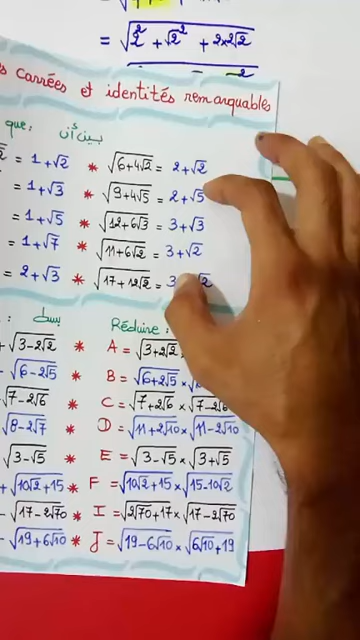 = √2² + √2² + 2×2√2
carrées et identités remarquables
que: بين أن
= 1+√2 * √6+4√2 = 2+√2
= 1+√3 * √9+4√5 = 2+√5
= 1+√5 * √12+6√3 = 3+√3
= 1+√7 * √11+6√2 = 3+√2
= 2+√3 * √17+12√2 = 3
: بسط Réduire:
√3-2√2 * A = √3+2√2
- √6-2√5 * B = √6+2√5 ×
√7-2√6 * C = √7+2√6 × √7-2√6
√8-2√7 * D = √11+2√10 × √11-2√10
√3-√5 * E = √3-√5 × √3+√5
+ √10√2+15 * F = √10√2+15 × √15-10√2
- √17-2√70 * I = √2√70+17 × √17-2√70
- √19+6√10 * J = √19-6√10 × √6√10+19